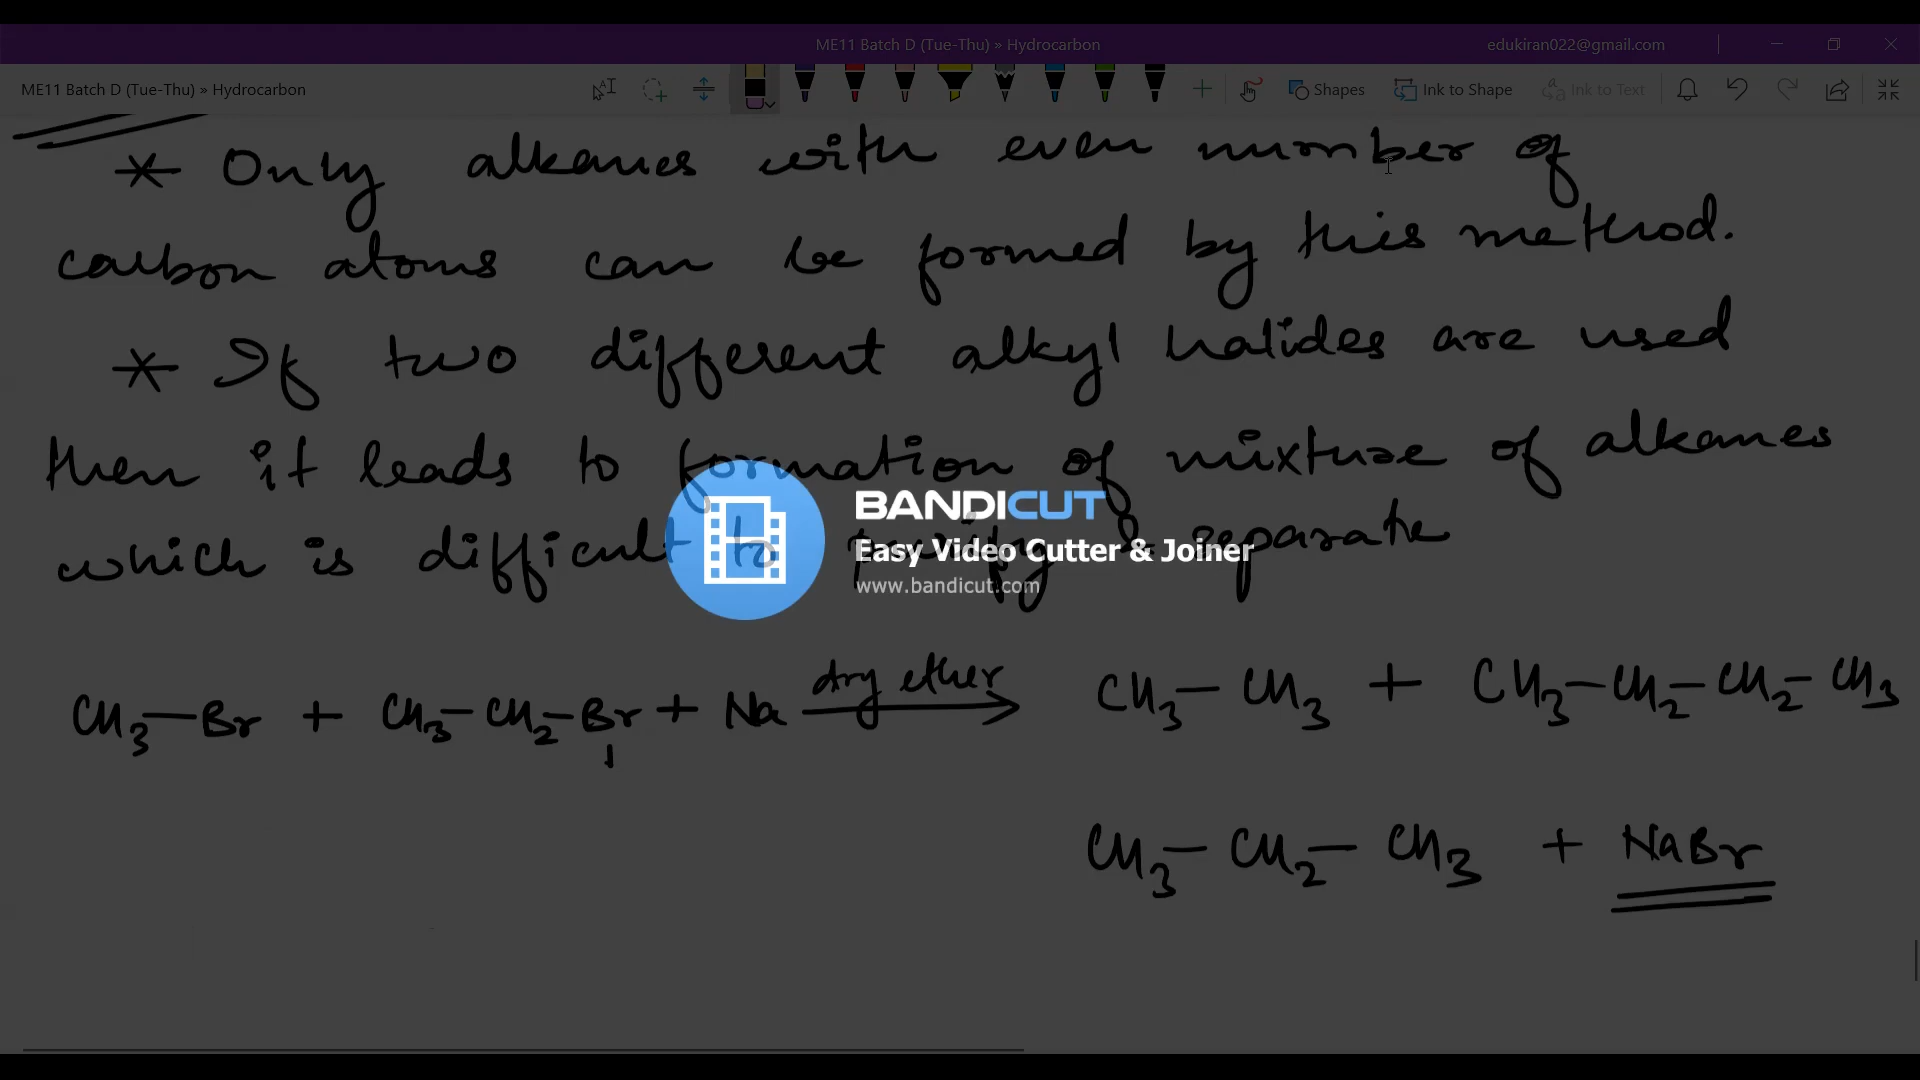 ME11 Batch D (Tue-Thu) » Hydrocarbon
edukiran022@gmail.com
ME11 Batch D (Tue-Thu) » Hydrocarbon
Shapes
Ink to Shape
Ink to Text
* Only alkanes with even number of
carbon atoms can be formed by this method.
* If two different alkyl halides are used
then it leads to formation of mixture of alkanes
which is difficult to purify & separate
BANDICUT
Easy Video Cutter & Joiner
www.bandicut.com
dry ether
CH3—Br + CH3—CH2—Br + Na → CH3—CH3 + CH3—CH2—CH2—CH3
CH3—CH2—CH3 + NaBr